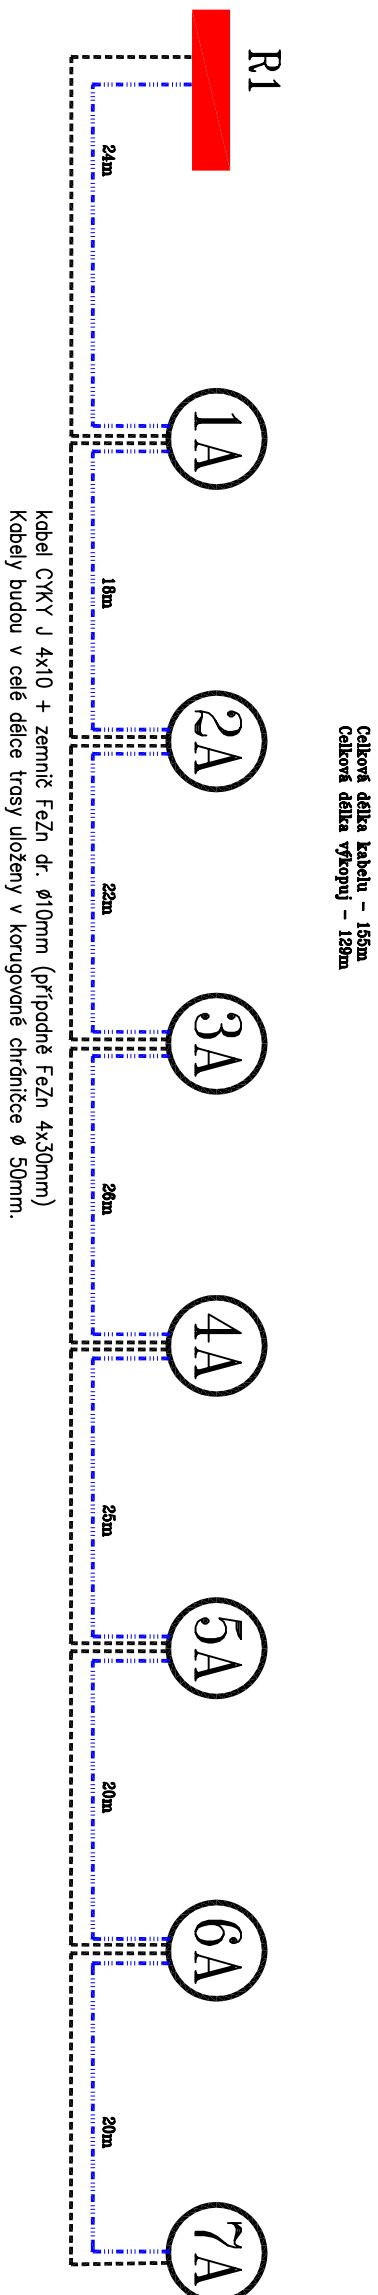 Celková délka kabelu - 155m
Celková délka výkopuj - 129m
R1
1A
2A
3A
4A
5A
6A
7A
24m
18m
22m
26m
25m
20m
20m
kabel CYKY J 4x10 + zemnič FeZn dr. ø10mm (případně FeZn 4x30mm)
Kabely budou v celé délce trasy uloženy v korugované chráničce ø 50mm.